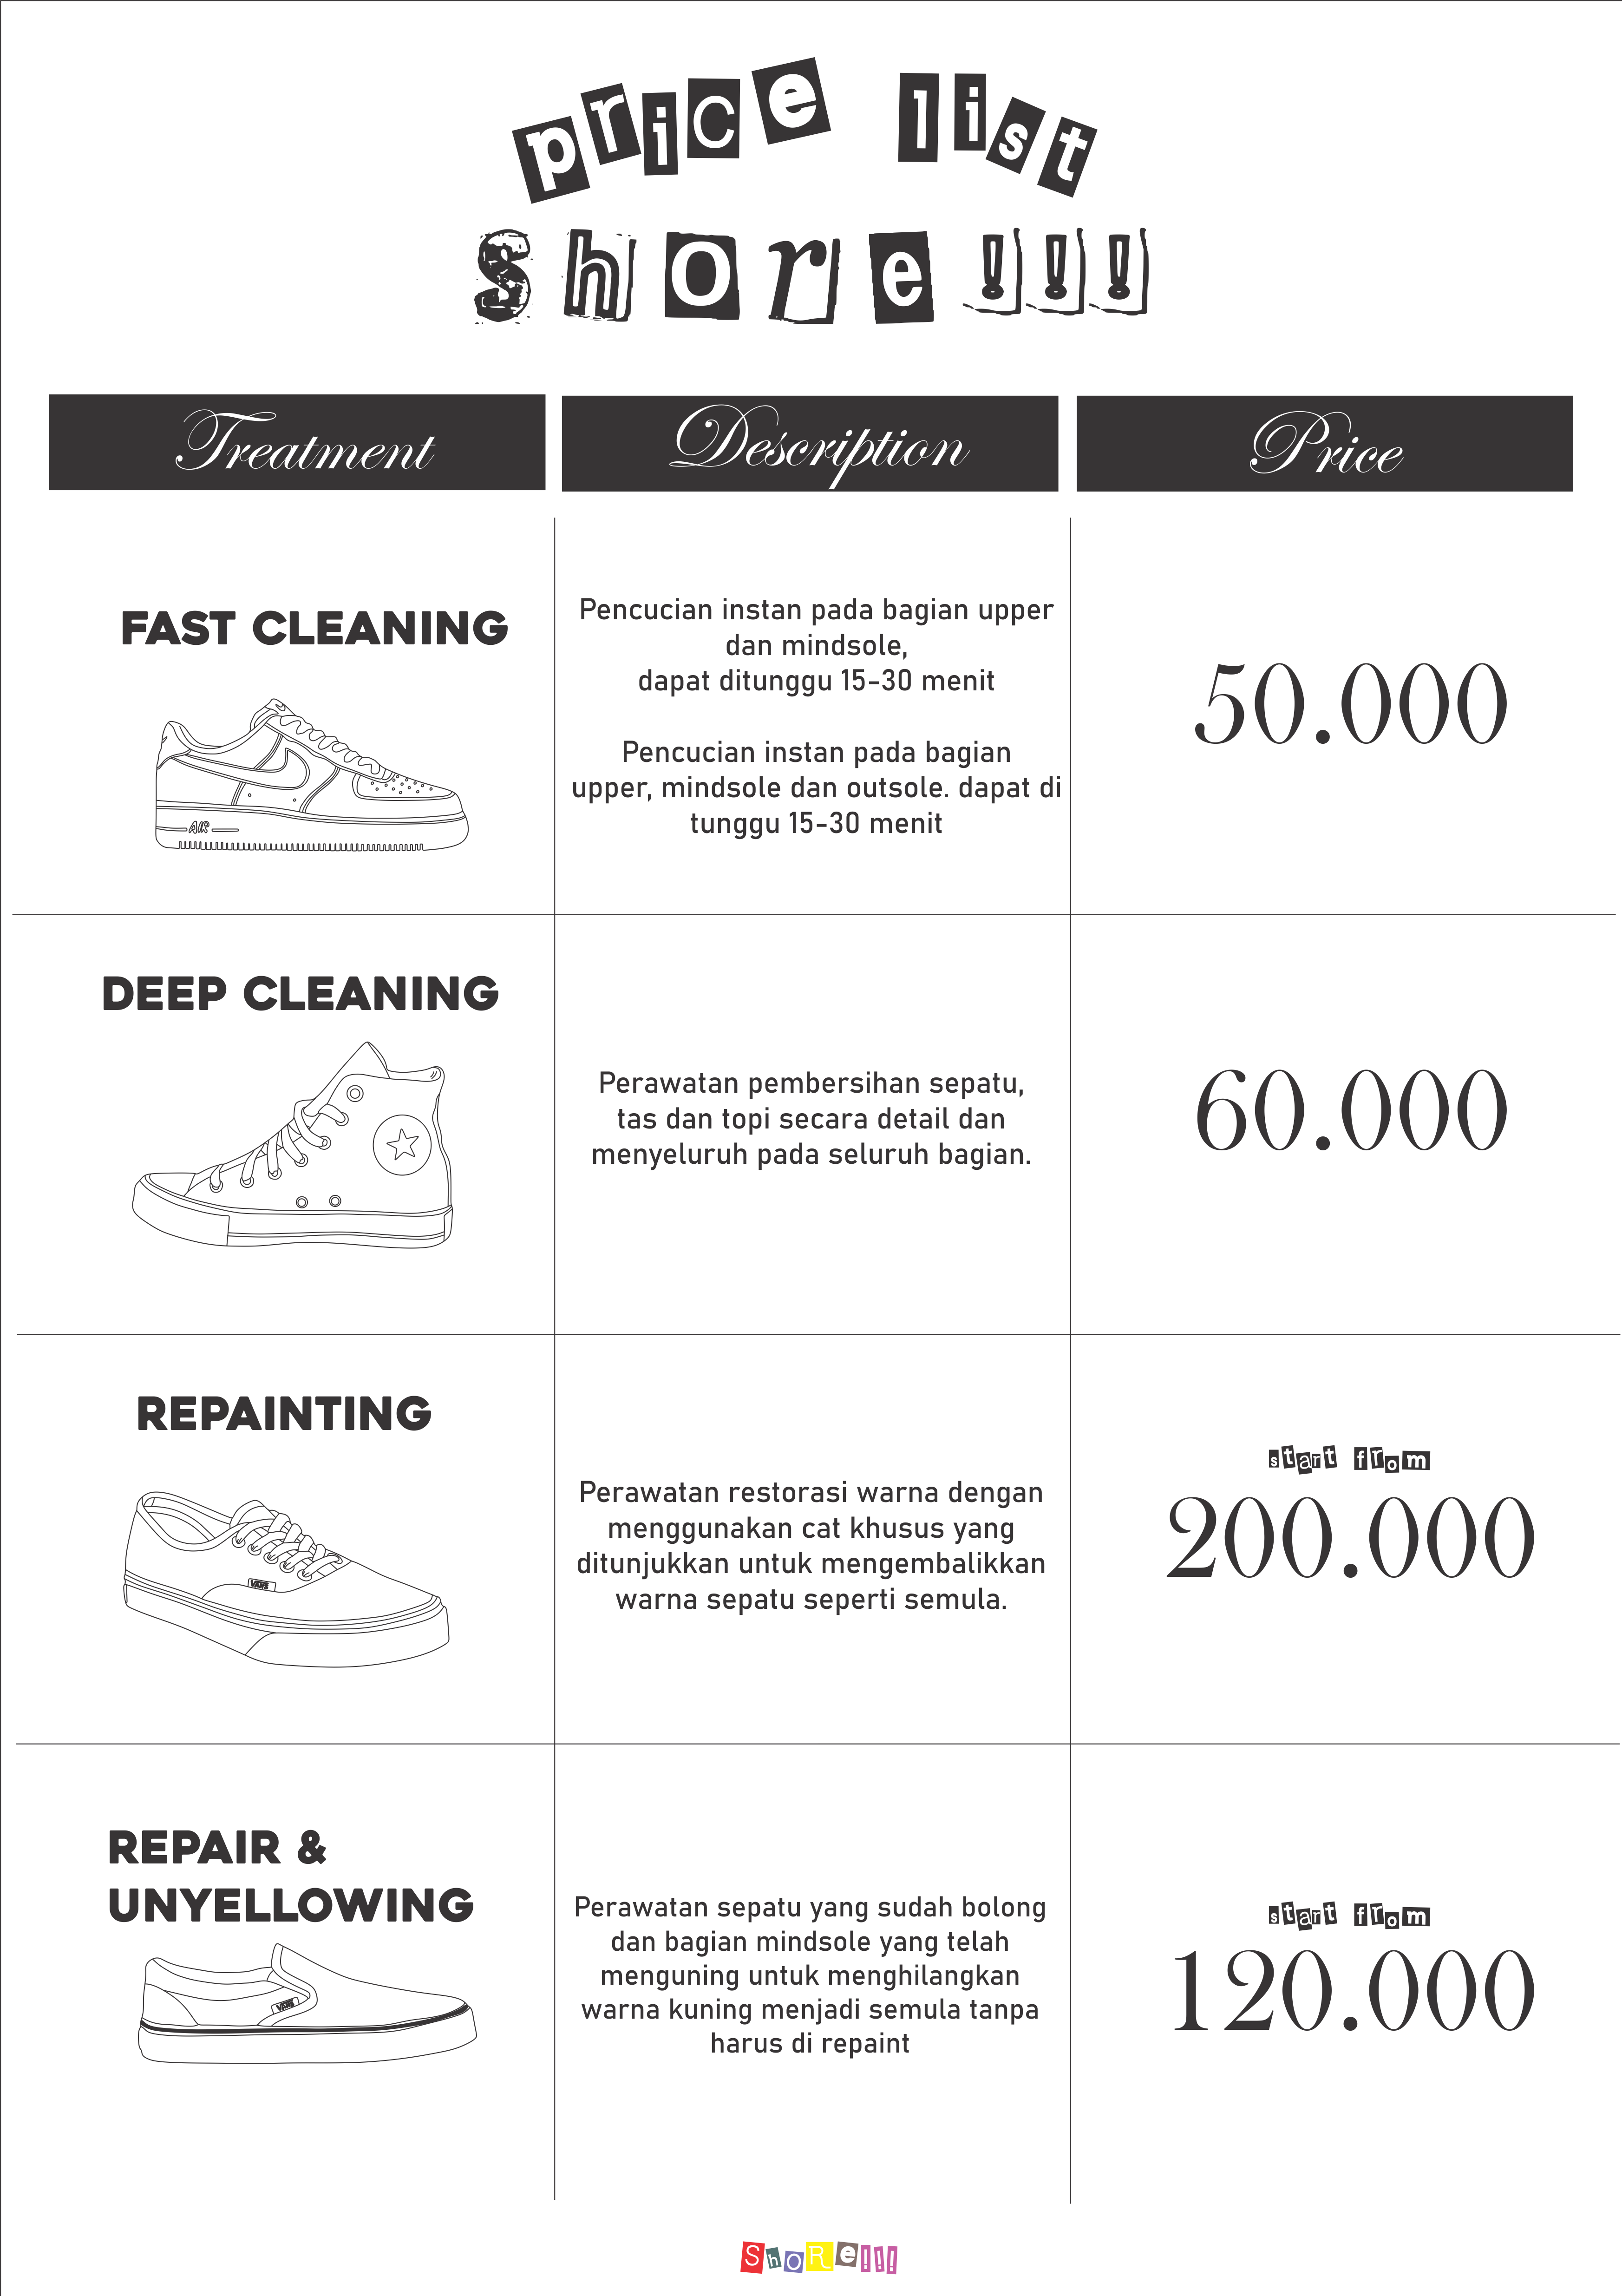 price list
Shore!!!
Treatment
Description
Price
FAST CLEANING
AIR
Pencucian instan pada bagian upper
dan mindsole,
dapat ditunggu 15-30 menit
Pencucian instan pada bagian
upper, mindsole dan outsole. dapat di
tunggu 15-30 menit
50.000
DEEP CLEANING
Perawatan pembersihan sepatu,
tas dan topi secara detail dan
menyeluruh pada seluruh bagian.
60.000
REPAINTING
VANS
Perawatan restorasi warna dengan
menggunakan cat khusus yang
ditunjukkan untuk mengembalikkan
warna sepatu seperti semula.
start from
200.000
REPAIR &
UNYELLOWING
VANS
Perawatan sepatu yang sudah bolong
dan bagian mindsole yang telah
menguning untuk menghilangkan
warna kuning menjadi semula tanpa
harus di repaint
start from
120.000
ShoRe!!!